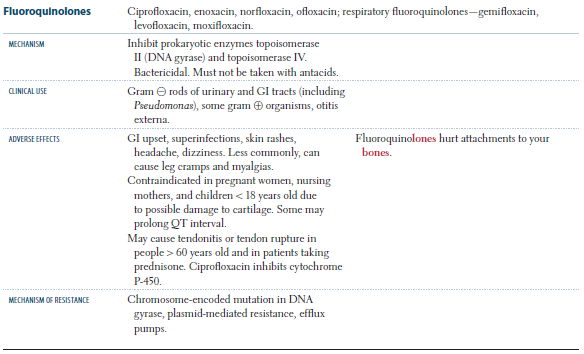 Fluoroquinolones
Ciprofloxacin, enoxacin, norfloxacin, ofloxacin; respiratory fluoroquinolones—gemifloxacin,
levofloxacin, moxifloxacin.
MECHANISM
Inhibit prokaryotic enzymes topoisomerase
II (DNA gyrase) and topoisomerase IV.
Bactericidal. Must not be taken with antacids.
CLINICAL USE
Gram ⊖ rods of urinary and GI tracts (including
Pseudomonas), some gram ⊕ organisms, otitis
externa.
ADVERSE EFFECTS
GI upset, superinfections, skin rashes,
headache, dizziness. Less commonly, can
cause leg cramps and myalgias.
Contraindicated in pregnant women, nursing
mothers, and children < 18 years old due
to possible damage to cartilage. Some may
prolong QT interval.
May cause tendonitis or tendon rupture in
people > 60 years old and in patients taking
prednisone. Ciprofloxacin inhibits cytochrome
P-450.
Fluoroquinolones hurt attachments to your
bones.
MECHANISM OF RESISTANCE
Chromosome-encoded mutation in DNA
gyrase, plasmid-mediated resistance, efflux
pumps.